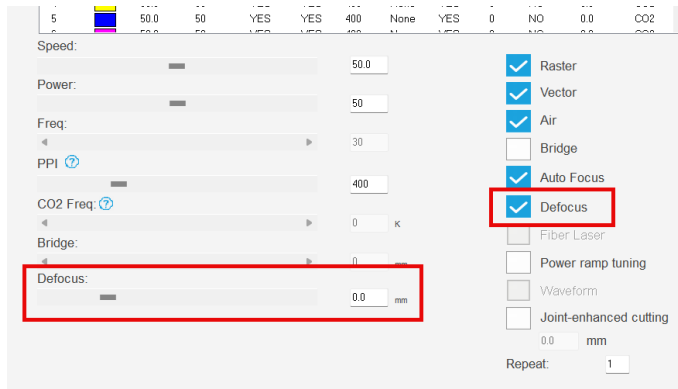 5 50.0 50 YES YES 400 None YES 0 NO 0.0 CO2
Speed:
50.0
Power:
50
Freq:
30
PPI ?
400
CO2 Freq: ?
0 K
Bridge:
0 mm
Defocus:
0.0 mm
Raster
Vector
Air
Bridge
Auto Focus
Defocus
Fiber Laser
Power ramp tuning
Waveform
Joint-enhanced cutting
0.0 mm
Repeat: 1